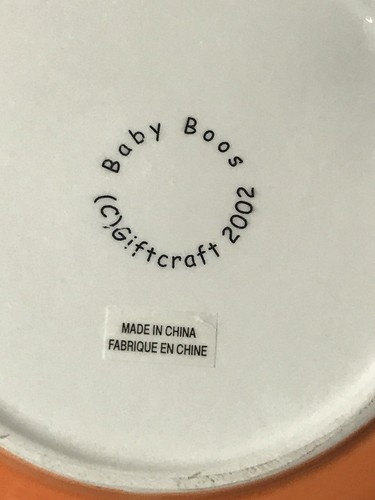 Baby Boos
(C)Giftcraft 2002
MADE IN CHINA
FABRIQUE EN CHINE